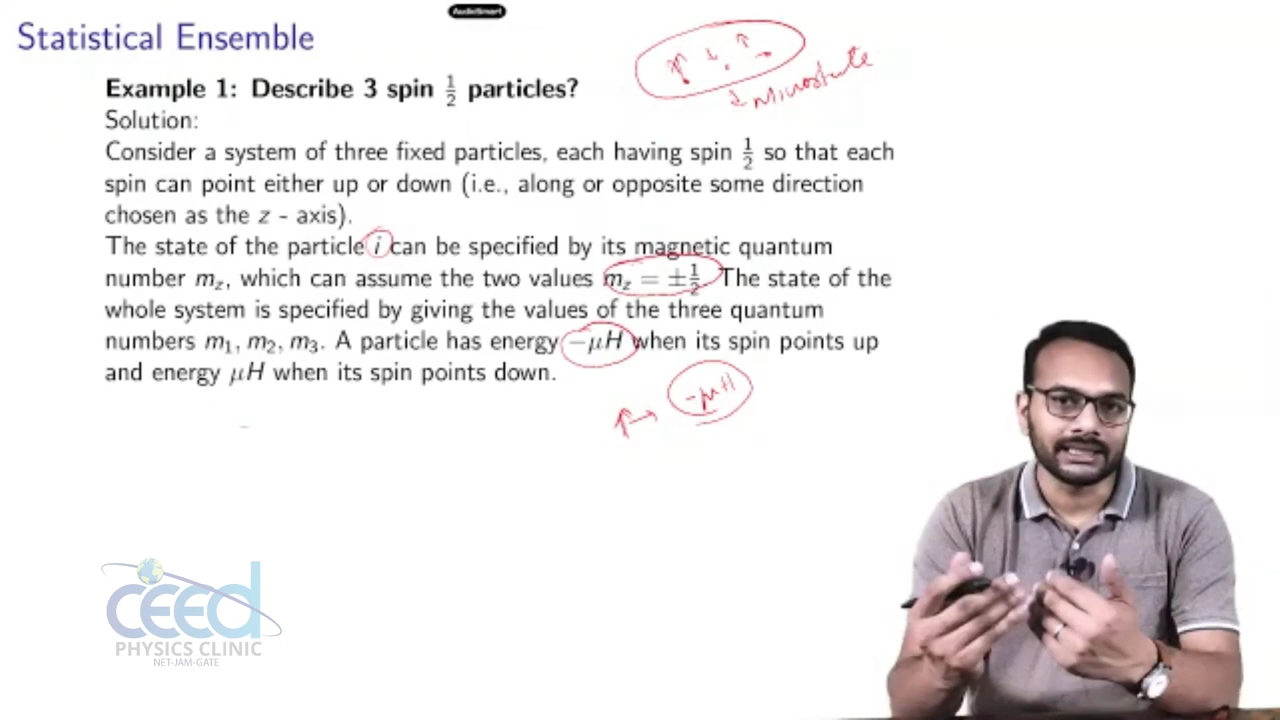 AudioSmart
Statistical Ensemble
Example 1: Describe 3 spin 1/2 particles?
Solution:
Consider a system of three fixed particles, each having spin 1/2 so that each
spin can point either up or down (i.e., along or opposite some direction
chosen as the z - axis).
The state of the particle i can be specified by its magnetic quantum
number m_z, which can assume the two values m_z = ±1/2 The state of the
whole system is specified by giving the values of the three quantum
numbers m_1, m_2, m_3. A particle has energy −μH when its spin points up
and energy μH when its spin points down.
↑→ -μH
ceed
PHYSICS CLINIC
NET-JAM-GATE